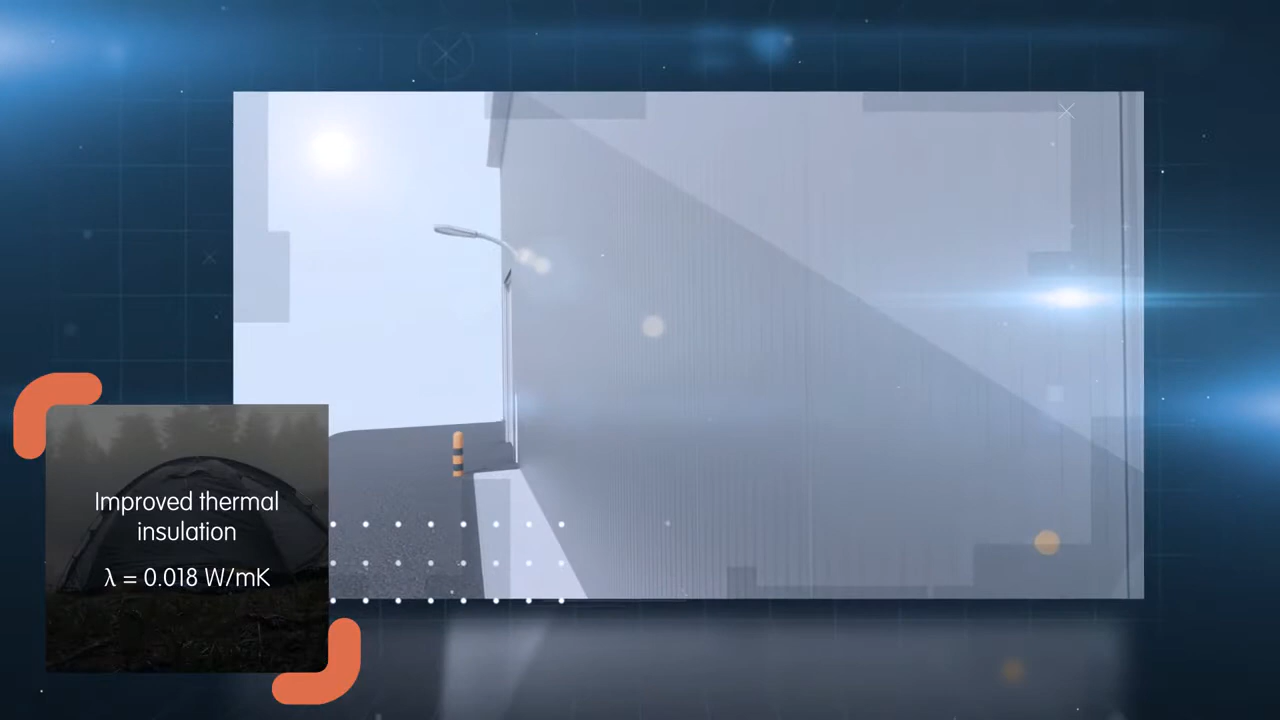 Improved thermal
insulation
λ = 0.018 W/mK